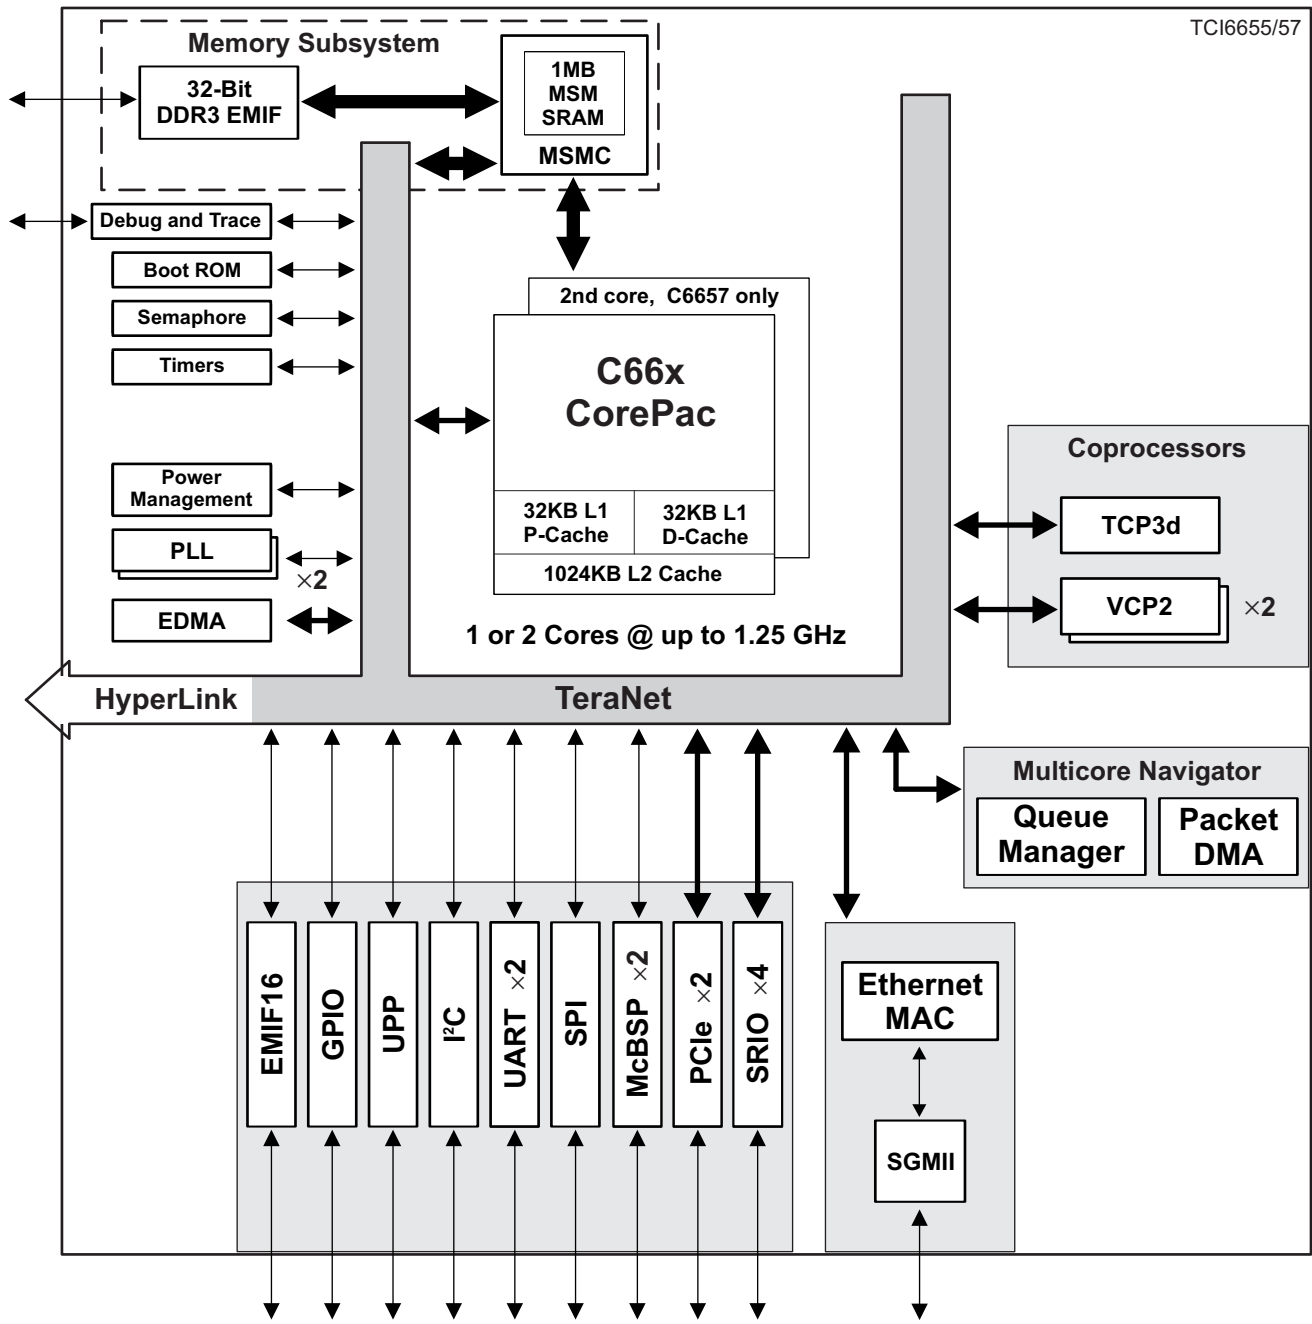 TCI6655/57
Memory Subsystem
32-Bit
DDR3 EMIF
1MB
MSM
SRAM
MSMC
Debug and Trace
Boot ROM
Semaphore
Timers
Power
Management
PLL
×2
EDMA
2nd core, C6657 only
C66x
CorePac
32KB L1
P-Cache
32KB L1
D-Cache
1024KB L2 Cache
1 or 2 Cores @ up to 1.25 GHz
Coprocessors
TCP3d
VCP2
×2
HyperLink
TeraNet
Multicore Navigator
Queue
Manager
Packet
DMA
EMIF16
GPIO
UPP
I²C
UART ×2
SPI
McBSP ×2
PCIe ×2
SRIO ×4
Ethernet
MAC
SGMII